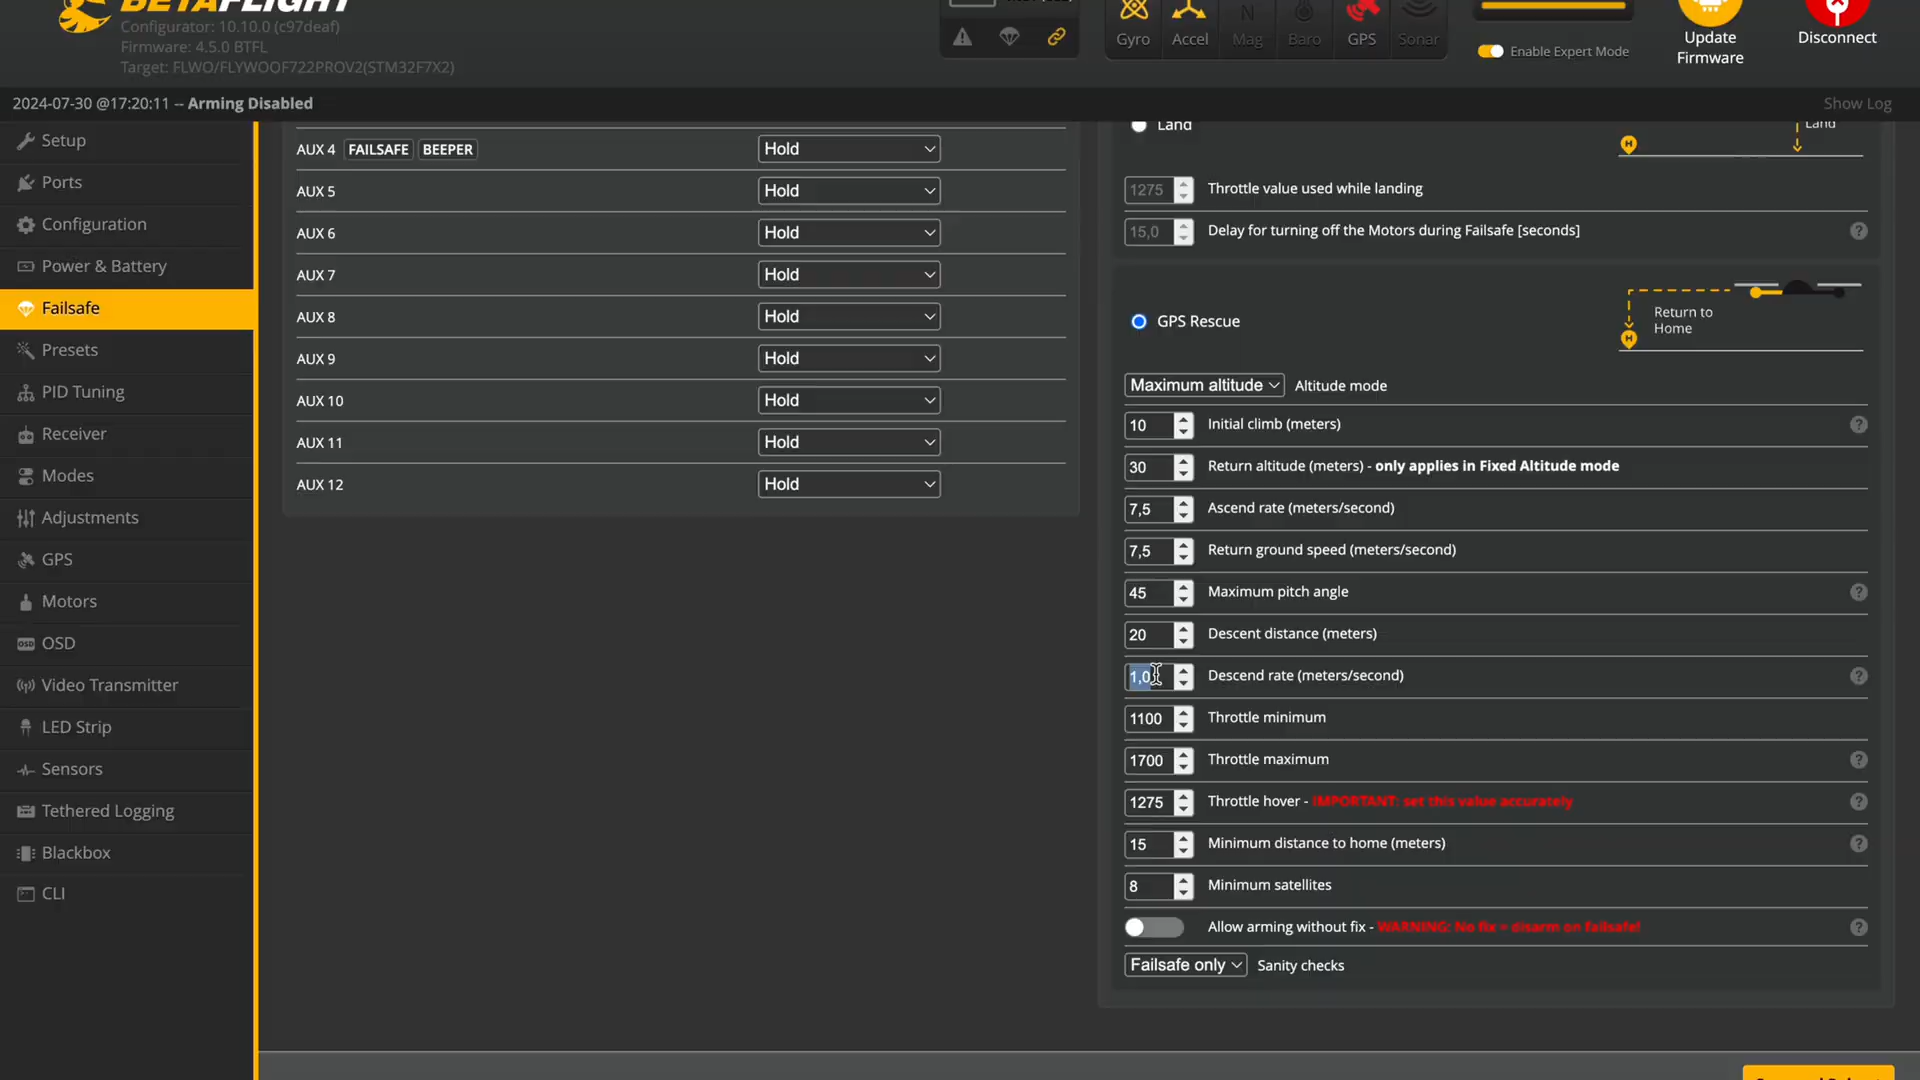 BETAFLIGHT
Configurator: 10.10.0 (c97deaf)
Firmware: 4.5.0 BTFL
Target: FLWO/FLYWOOF722PROV2(STM32F7X2)
Gyro
Accel
Mag
Baro
GPS
Sonar
Enable Expert Mode
Update
Firmware
Disconnect
2024-07-30 @17:20:11 -- Arming Disabled
Show Log
Setup
Ports
Configuration
Power & Battery
Failsafe
Presets
PID Tuning
Receiver
Modes
Adjustments
GPS
Motors
OSD OSD
Video Transmitter
LED Strip
Sensors
Tethered Logging
Blackbox
CLI
AUX 4 FAILSAFE BEEPER Hold
AUX 5 Hold
AUX 6 Hold
AUX 7 Hold
AUX 8 Hold
AUX 9 Hold
AUX 10 Hold
AUX 11 Hold
AUX 12 Hold
Land
Land
H
1275 Throttle value used while landing
15,0 Delay for turning off the Motors during Failsafe [seconds] ?
GPS Rescue
Return to
Home
H
Maximum altitude Altitude mode
10 Initial climb (meters) ?
30 Return altitude (meters) - only applies in Fixed Altitude mode
7,5 Ascend rate (meters/second)
7,5 Return ground speed (meters/second)
45 Maximum pitch angle ?
20 Descent distance (meters)
1,0 Descend rate (meters/second) ?
1100 Throttle minimum
1700 Throttle maximum ?
1275 Throttle hover - IMPORTANT: set this value accurately ?
15 Minimum distance to home (meters) ?
8 Minimum satellites
Allow arming without fix - WARNING: No fix = disarm on failsafe! ?
Failsafe only Sanity checks